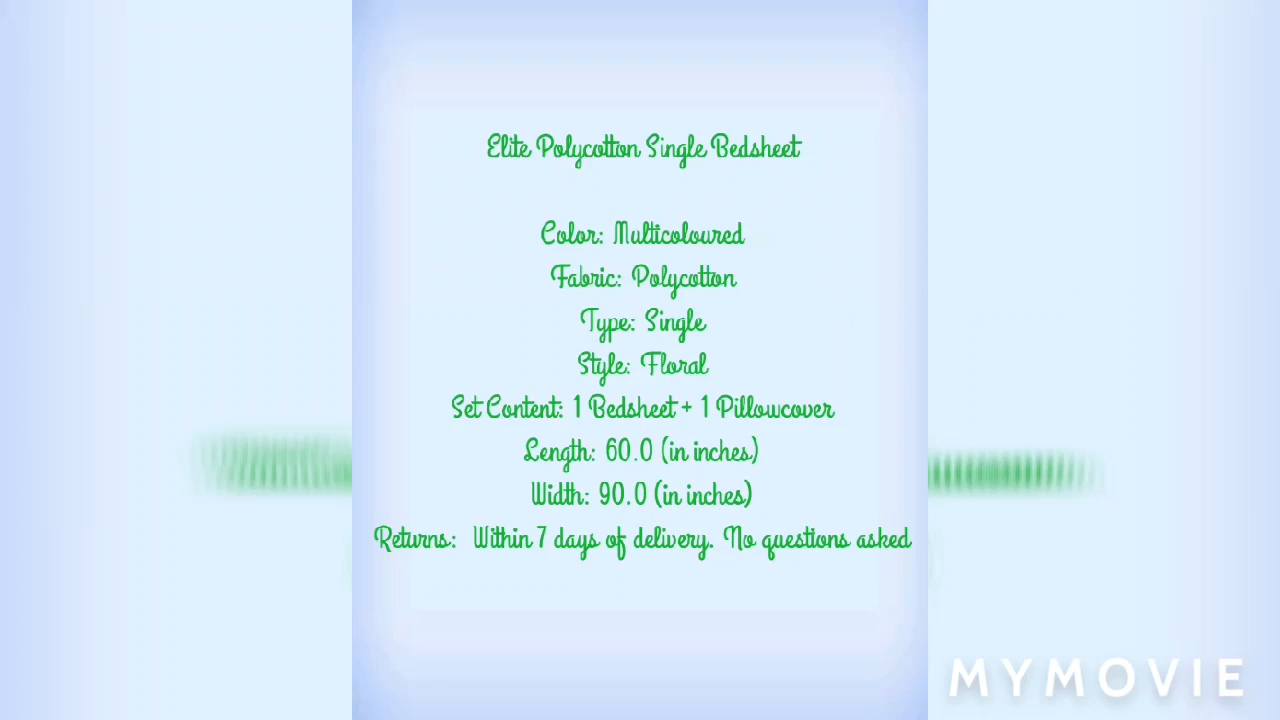 Elite Polycotton Single Bedsheet
Color: Multicoloured
Fabric: Polycotton
Type: Single
Style: Floral
Set Content: 1 Bedsheet + 1 Pillowcover
Length: 60.0 (in inches)
Width: 90.0 (in inches)
Returns: Within 7 days of delivery. No questions asked
MYMOVIE